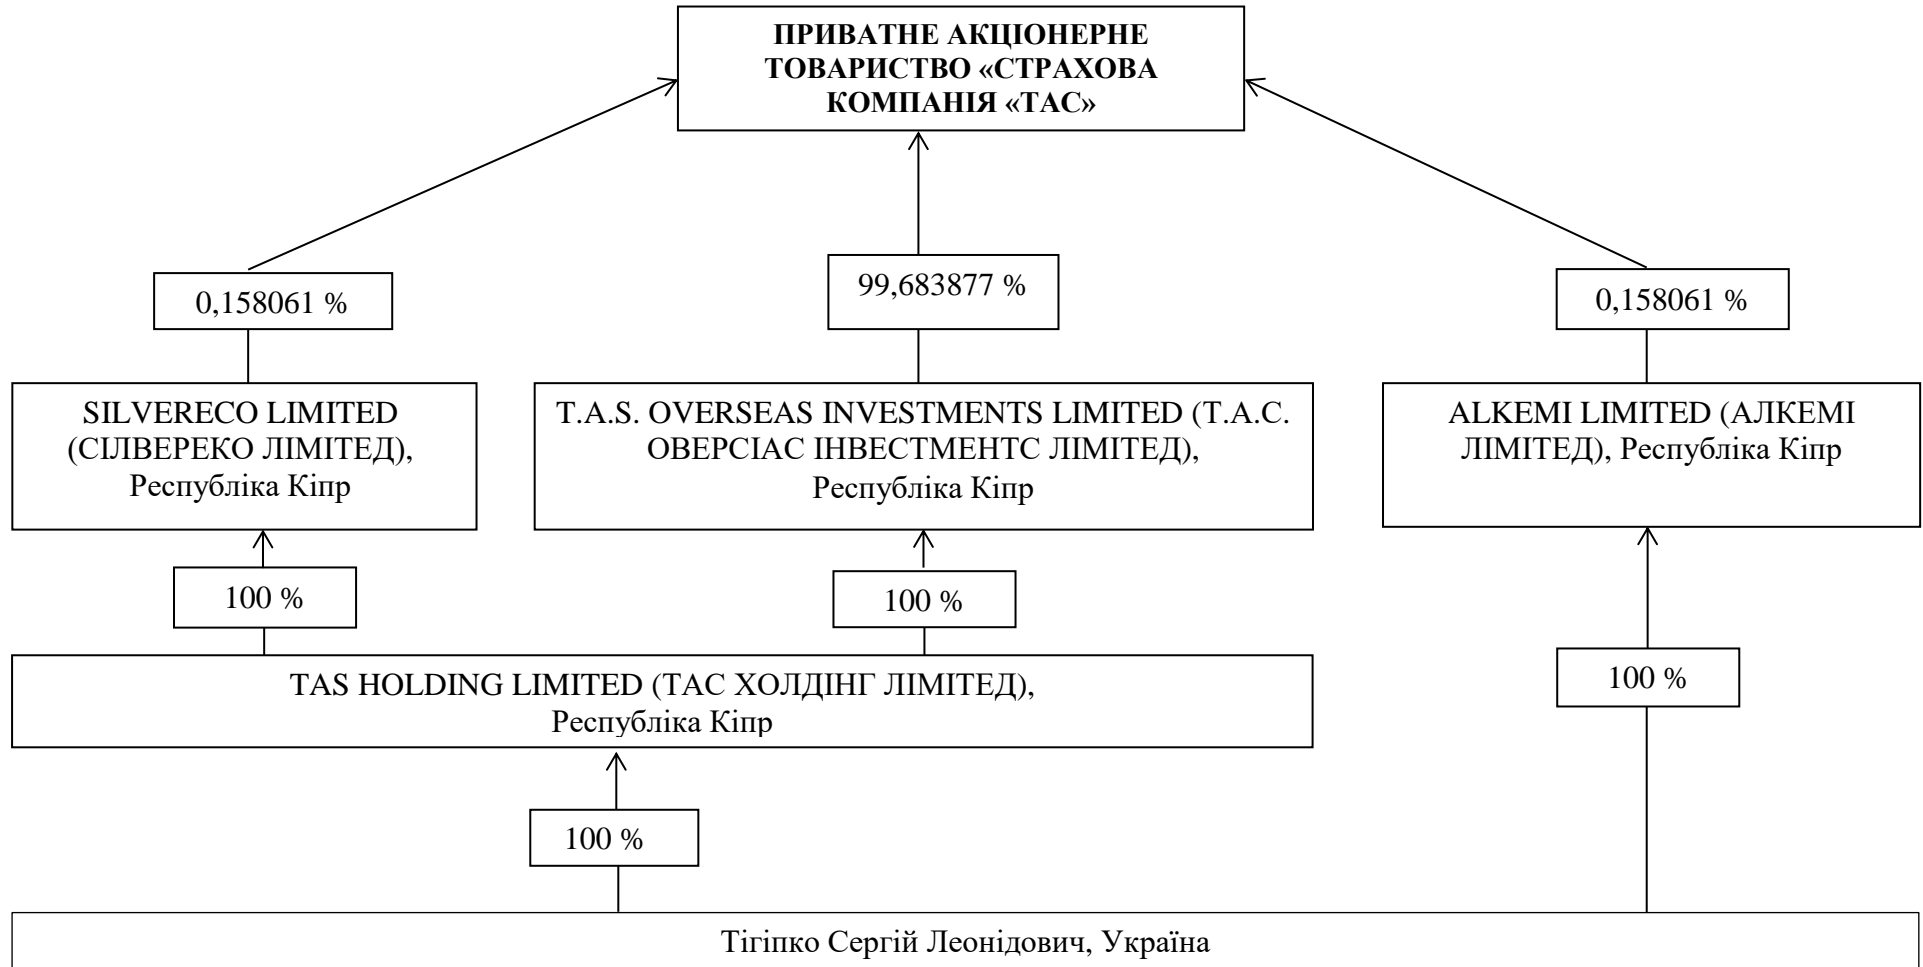 ПРИВАТНЕ АКЦІОНЕРНЕ
ТОВАРИСТВО «СТРАХОВА
КОМПАНІЯ «ТАС»
0,158061 %
99,683877 %
0,158061 %
SILVERECO LIMITED
(СІЛВЕРЕКО ЛІМІТЕД),
Республіка Кіпр
T.A.S. OVERSEAS INVESTMENTS LIMITED (Т.А.С.
ОВЕРСІАС ІНВЕСТМЕНТС ЛІМІТЕД),
Республіка Кіпр
ALKEMI LIMITED (АЛКЕМІ
ЛІМІТЕД), Республіка Кіпр
100 %
100 %
TAS HOLDING LIMITED (ТАС ХОЛДІНГ ЛІМІТЕД),
Республіка Кіпр
100 %
100 %
Тігіпко Сергій Леонідович, Україна